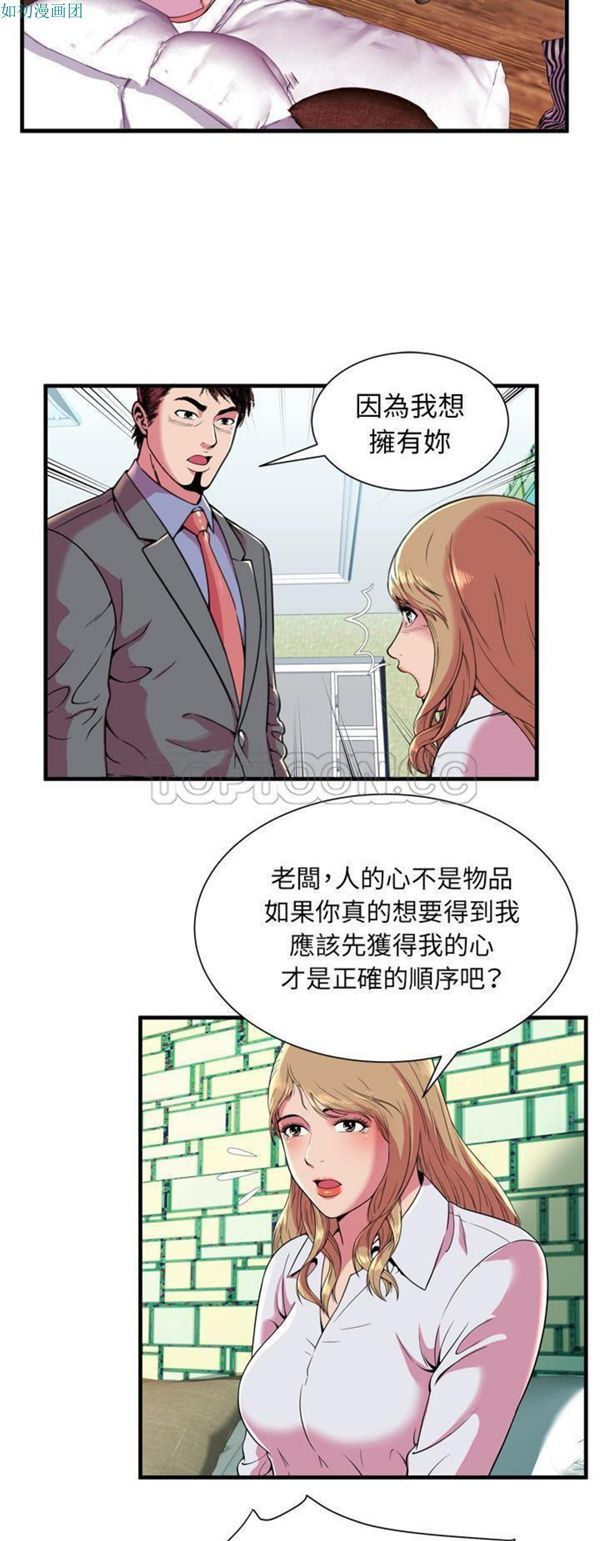 如初漫画团
因為我想
擁有妳
TOPTOON.CC
老闆，人的心不是物品
如果你真的想要得到我
應該先獲得我的心
才是正確的順序吧？